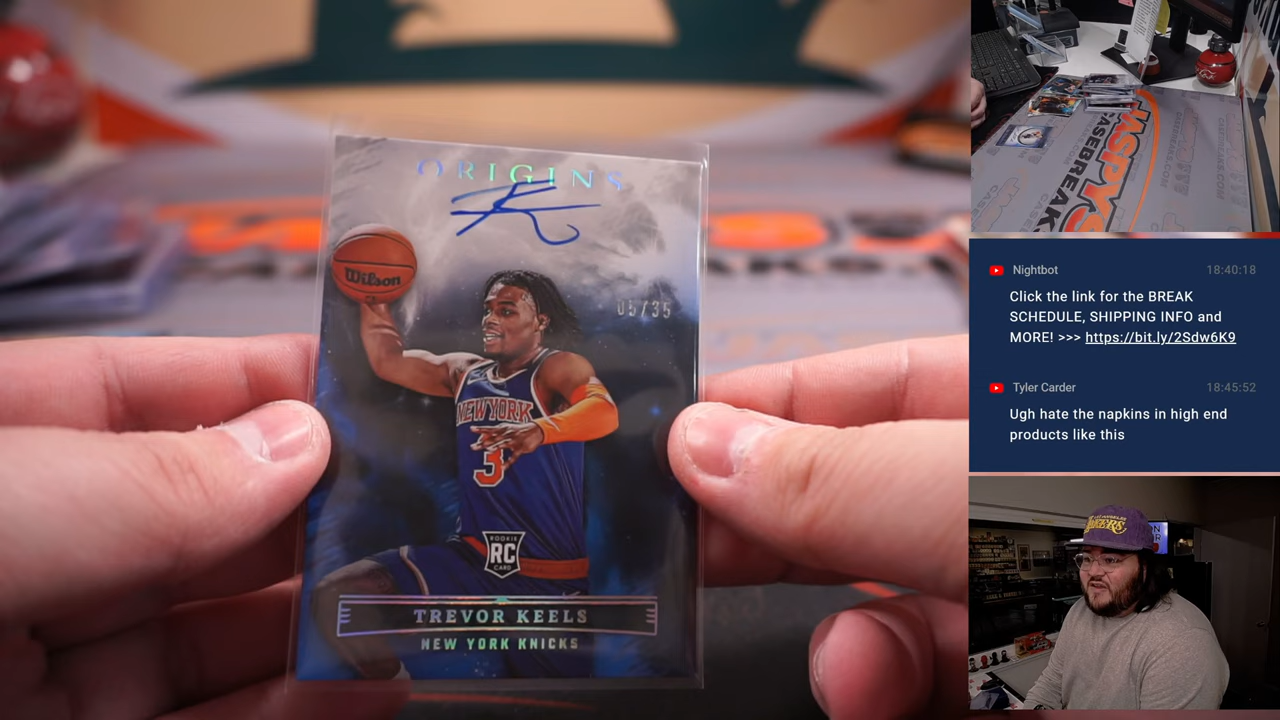 ORIGINS
Wilson
05/35
NEW YORK
3
ROOKIE
RC
CARD
TREVOR KEELS
NEW YORK KNICKS
JASPYS
CASEBREAKS
Nightbot 18:40:18
Click the link for the BREAK
SCHEDULE, SHIPPING INFO and
MORE! >>> https://bit.ly/2Sdw6K9
Tyler Carder 18:45:52
Ugh hate the napkins in high end
products like this
LAKERS